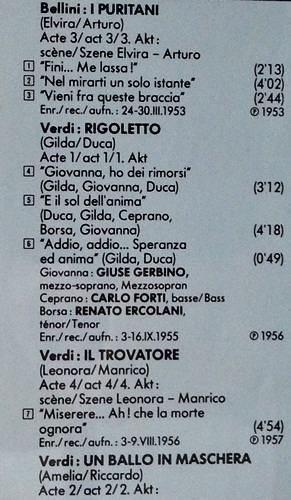 Bellini: I PURITANI
(Elvira/Arturo)
Acte 3/act 3/3. Akt:
scène/Szene Elvira – Arturo
1 "Fini... Me lassa!" (2'13)
2 "Nel mirarti un solo istante" (4'02)
3 "Vieni fra queste braccia" (2'44)
Enr./rec./aufn.: 24-30.III.1953 ℗ 1953
Verdi: RIGOLETTO
(Gilda/Duca)
Acte 1/act 1/1. Akt
4 "Giovanna, ho dei rimorsi"
(Gilda, Giovanna, Duca) (3'12)
5 "E il sol dell'anima"
(Duca, Gilda, Ceprano,
Borsa, Giovanna) (4'18)
6 "Addio, addio... Speranza
ed anima" (Gilda, Duca) (0'49)
Giovanna: GIUSE GERBINO,
mezzo-soprano, Mezzosopran
Ceprano: CARLO FORTI, basse/Bass
Borsa: RENATO ERCOLANI,
ténor/Tenor
Enr./rec./aufn.: 3-16.IX.1955 ℗ 1956
Verdi: IL TROVATORE
(Leonora/Manrico)
Acte 4/act 4/4. Akt:
scène/Szene Leonora – Manrico
7 "Miserere... Ah! che la morte
ognora" (4'54)
Enr./rec./aufn.: 3-9.VIII.1956 ℗ 1957
Verdi: UN BALLO IN MASCHERA
(Amelia/Riccardo)
Acte 2/act 2/2. Akt: